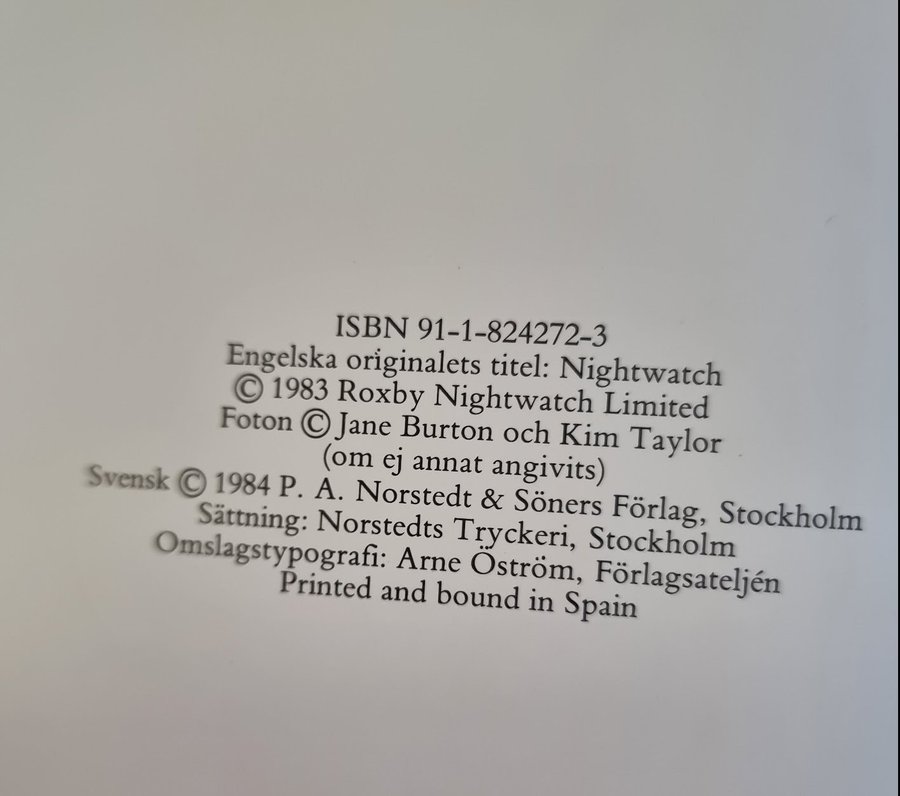 ISBN 91-1-824272-3
Engelska originalets titel: Nightwatch
© 1983 Roxby Nightwatch Limited
Foton © Jane Burton och Kim Taylor
(om ej annat angivits)
Svensk © 1984 P. A. Norstedt & Söners Förlag, Stockholm
Sättning: Norstedts Tryckeri, Stockholm
Omslagstypografi: Arne Öström, Förlagsateljén
Printed and bound in Spain